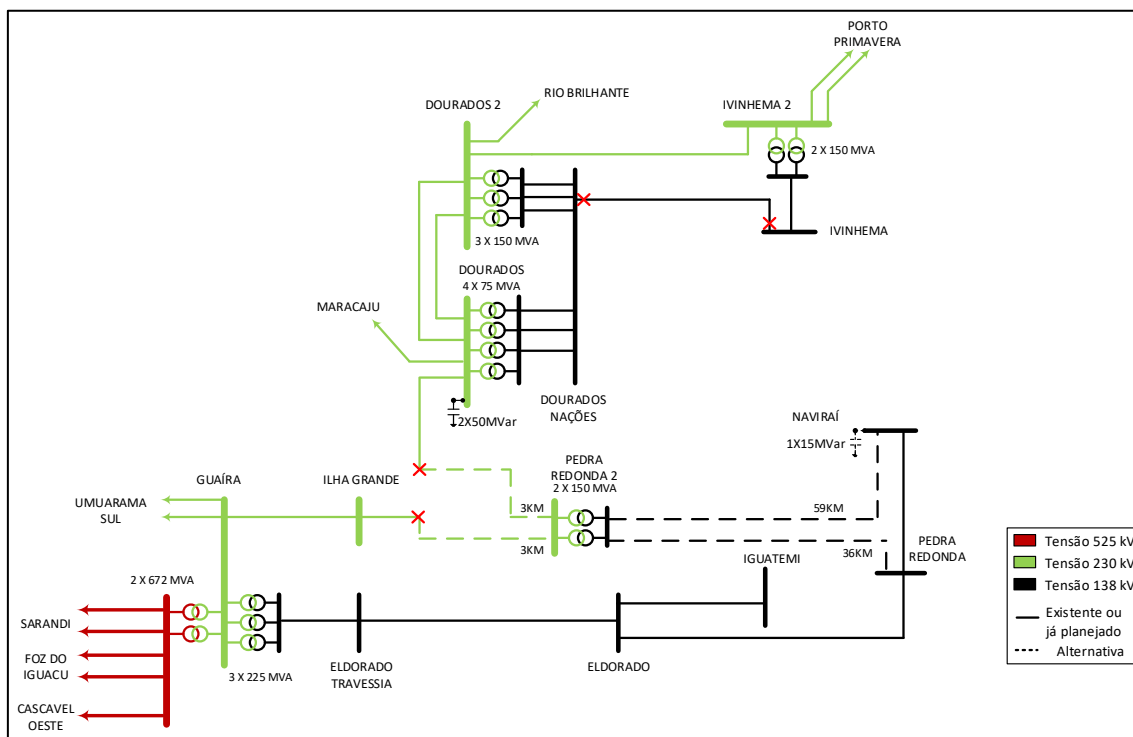 PORTO
PRIMAVERA
RIO BRILHANTE
DOURADOS 2
IVINHEMA 2
2 X 150 MVA
3 X 150 MVA
IVINHEMA
DOURADOS
4 X 75 MVA
MARACAJU
2X50MVar
DOURADOS
NAÇÕES
NAVIRAÍ
1X15MVar
PEDRA
REDONDA 2
2 X 150 MVA
GUAÍRA
ILHA GRANDE
UMUARAMA
SUL
3KM
3KM
59KM
36KM
PEDRA
REDONDA
IGUATEMI
2 X 672 MVA
SARANDI
FOZ DO
IGUACU
CASCAVEL
OESTE
3 X 225 MVA
ELDORADO
TRAVESSIA
ELDORADO
Tensão 525 kV
Tensão 230 kV
Tensão 138 kV
Existente ou
já planejado
Alternativa